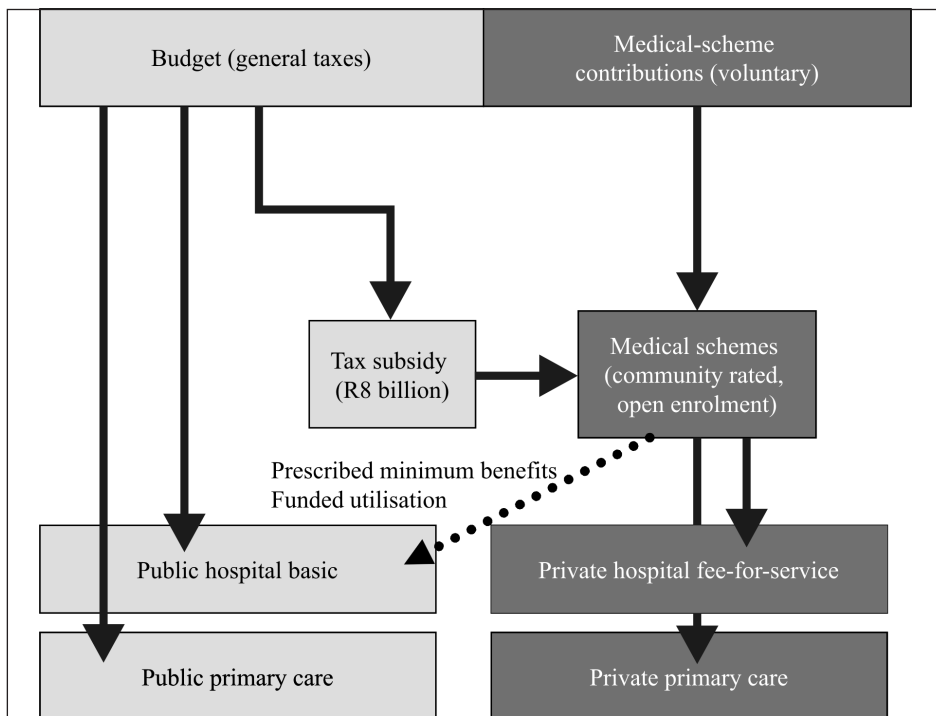 Budget (general taxes)
Medical-scheme
contributions (voluntary)
Tax subsidy
(R8 billion)
Medical schemes
(community rated,
open enrolment)
Prescribed minimum benefits
Funded utilisation
Public hospital basic
Private hospital fee-for-service
Public primary care
Private primary care